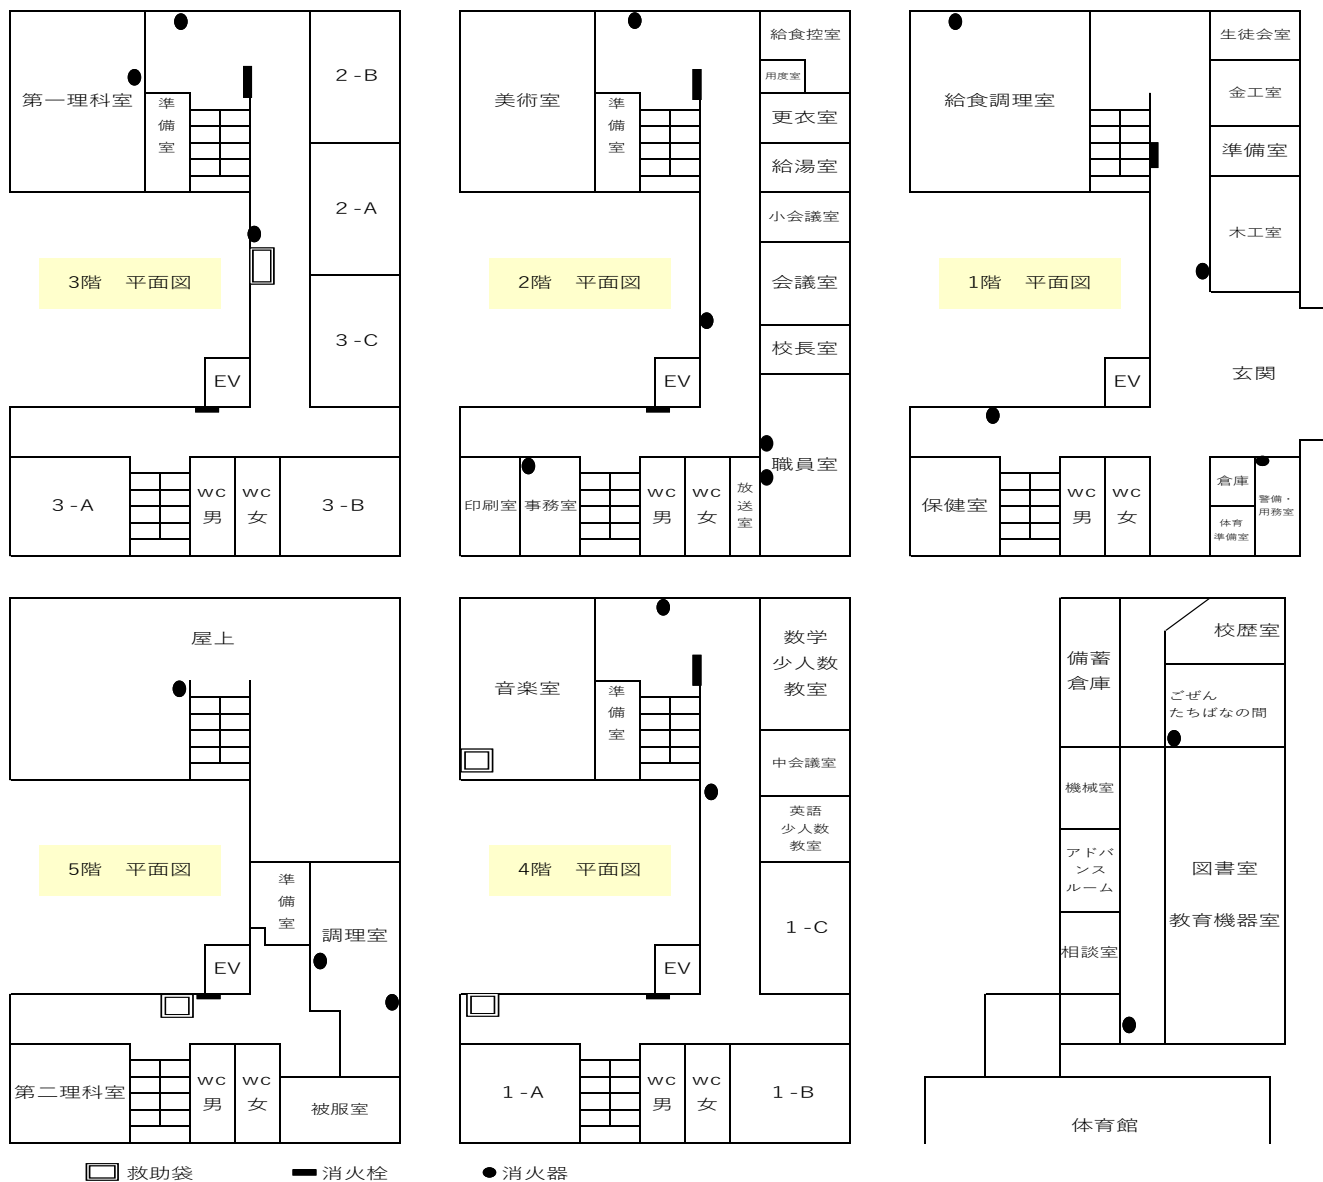 第一理科室
準
備
室
2-B
2-A
3-C
3階　平面図
EV
3-A
WC
男
WC
女
3-B
美術室
準
備
室
給食控室
用度室
更衣室
給湯室
小会議室
会議室
校長室
2階　平面図
EV
職員室
印刷室
事務室
WC
男
WC
女
放
送
室
給食調理室
生徒会室
金工室
準備室
木工室
1階　平面図
玄関
EV
保健室
WC
男
WC
女
倉庫
体育
準備室
警備・
用務室
屋上
5階　平面図
準
備
室
調理室
EV
第二理科室
WC
男
WC
女
被服室
音楽室
準
備
室
数学
少人数
教室
中会議室
英語
少人数
教室
1-C
4階　平面図
EV
1-A
WC
男
WC
女
1-B
備蓄
倉庫
校歴室
ごぜん
たちばなの間
機械室
アドバ
ンス
ルーム
相談室
図書室
教育機器室
体育館
救助袋
消火栓
消火器